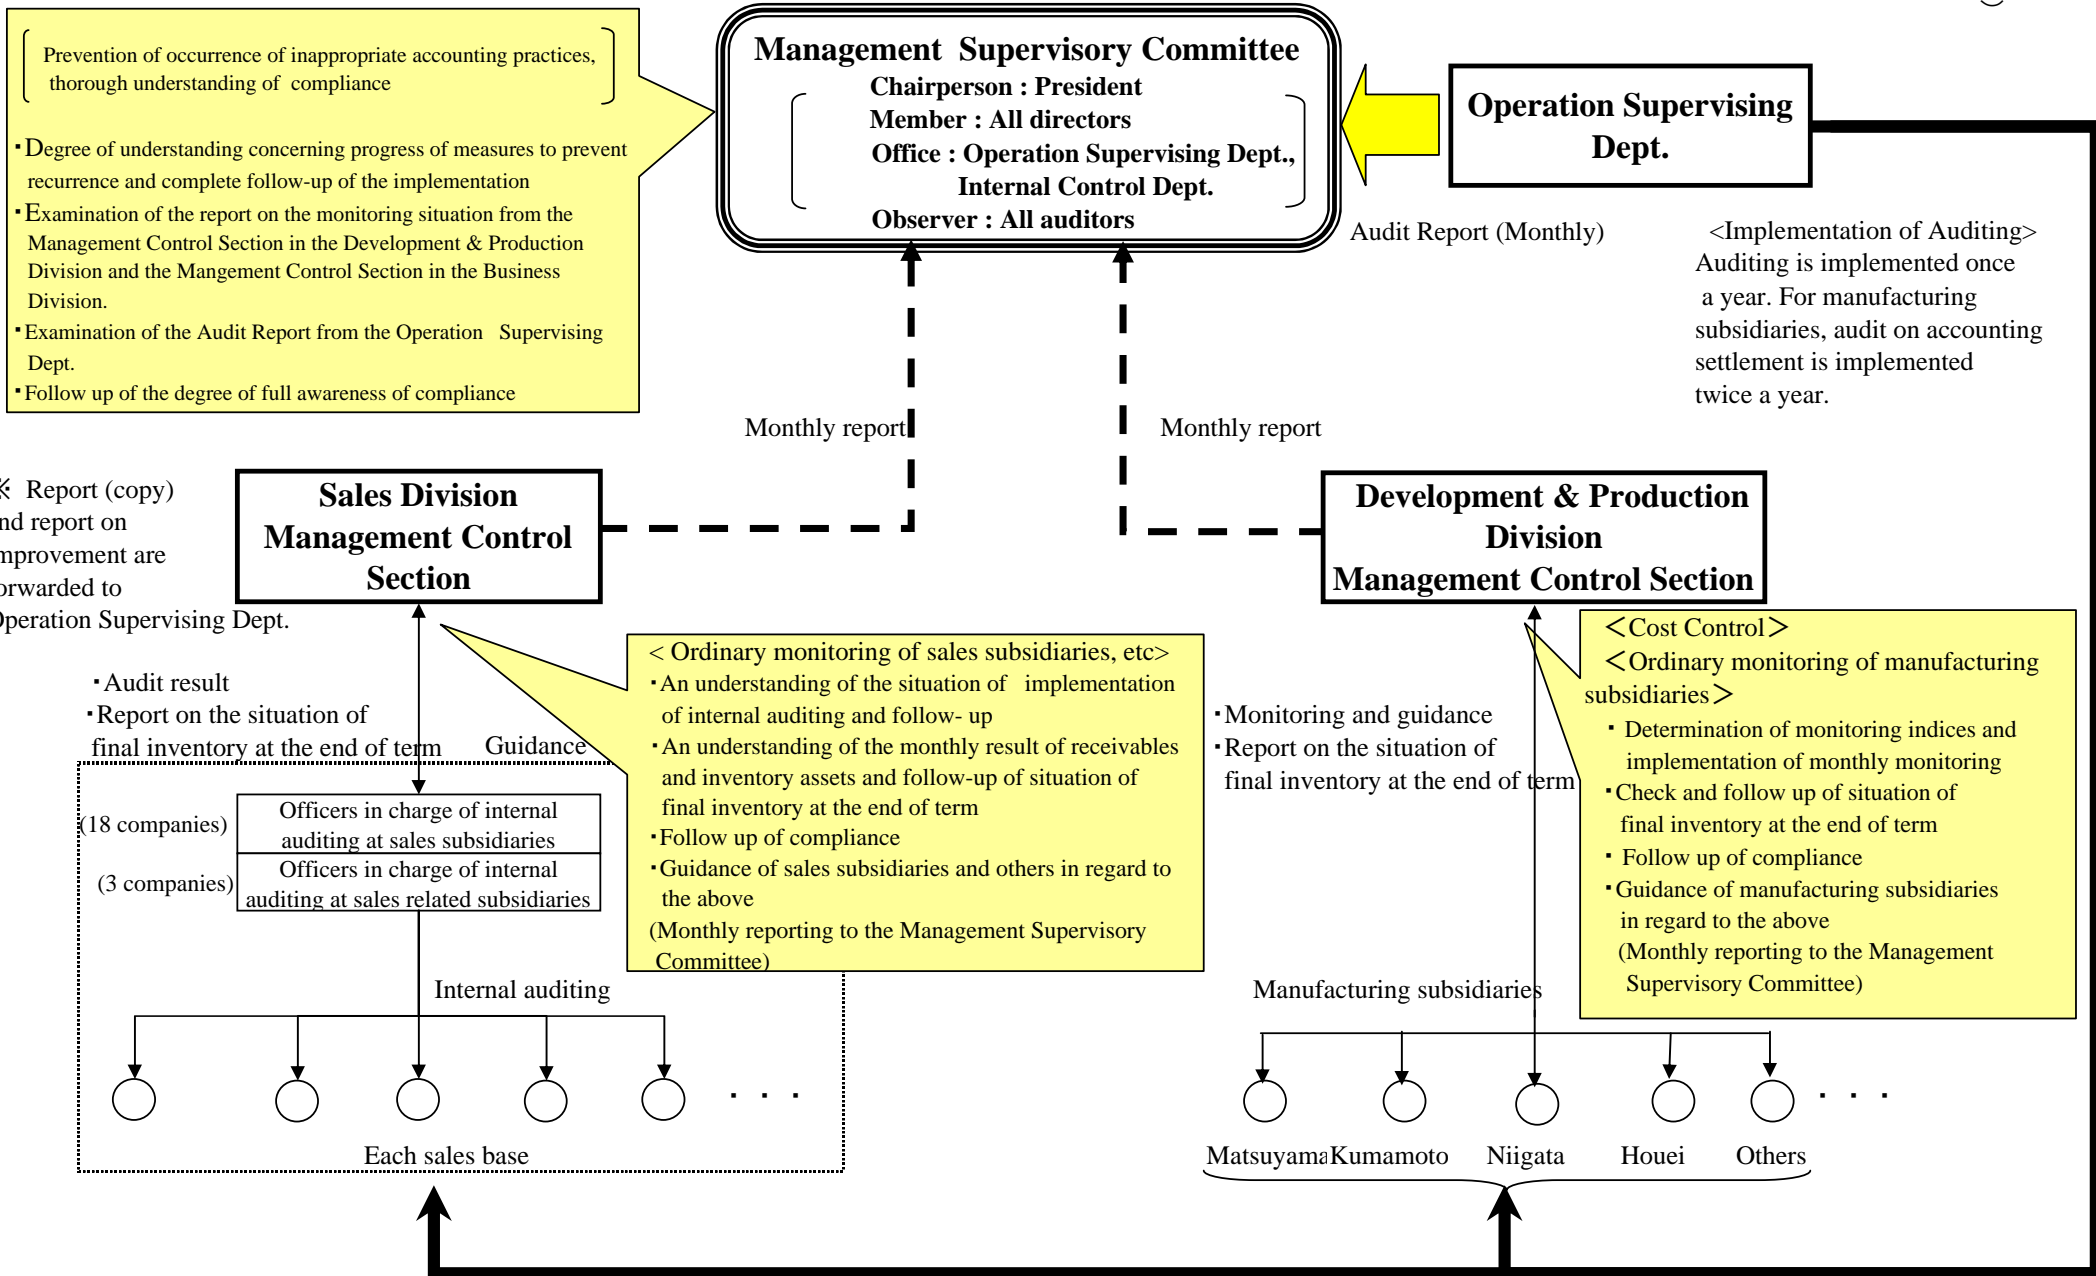 Prevention of occurrence of inappropriate accounting practices,
thorough understanding of compliance
・Degree of understanding concerning progress of measures to prevent
recurrence and complete follow-up of the implementation
・Examination of the report on the monitoring situation from the
Management Control Section in the Development & Production
Division and the Mangement Control Section in the Business
Division.
・Examination of the Audit Report from the Operation Supervising
Dept.
・Follow up of the degree of full awareness of compliance
Management Supervisory Committee
Chairperson : President
Member : All directors
Office : Operation Supervising Dept.,
Internal Control Dept.
Observer : All auditors
Operation Supervising
Dept.
Audit Report (Monthly)
<Implementation of Auditing>
Auditing is implemented once
a year. For manufacturing
subsidiaries, audit on accounting
settlement is implemented
twice a year.
Monthly report
Monthly report
※ Report (copy)
nd report on
mprovement are
orwarded to
Operation Supervising Dept.
Sales Division
Management Control
Section
Development & Production
Division
Management Control Section
・Audit result
・Report on the situation of
final inventory at the end of term
Guidance
< Ordinary monitoring of sales subsidiaries, etc>
・An understanding of the situation of implementation
of internal auditing and follow- up
・An understanding of the monthly result of receivables
and inventory assets and follow-up of situation of
final inventory at the end of term
・Follow up of compliance
・Guidance of sales subsidiaries and others in regard to
the above
(Monthly reporting to the Management Supervisory
Committee)
・Monitoring and guidance
・Report on the situation of
final inventory at the end of term
＜Cost Control＞
＜Ordinary monitoring of manufacturing
subsidiaries＞
・ Determination of monitoring indices and
implementation of monthly monitoring
・Check and follow up of situation of
final inventory at the end of term
・ Follow up of compliance
・Guidance of manufacturing subsidiaries
in regard to the above
(Monthly reporting to the Management
Supervisory Committee)
(18 companies)
Officers in charge of internal
auditing at sales subsidiaries
(3 companies)
Officers in charge of internal
auditing at sales related subsidiaries
Internal auditing
・・・
Each sales base
Manufacturing subsidiaries
・・・
Matsuyama
Kumamoto
Niigata
Houei
Others